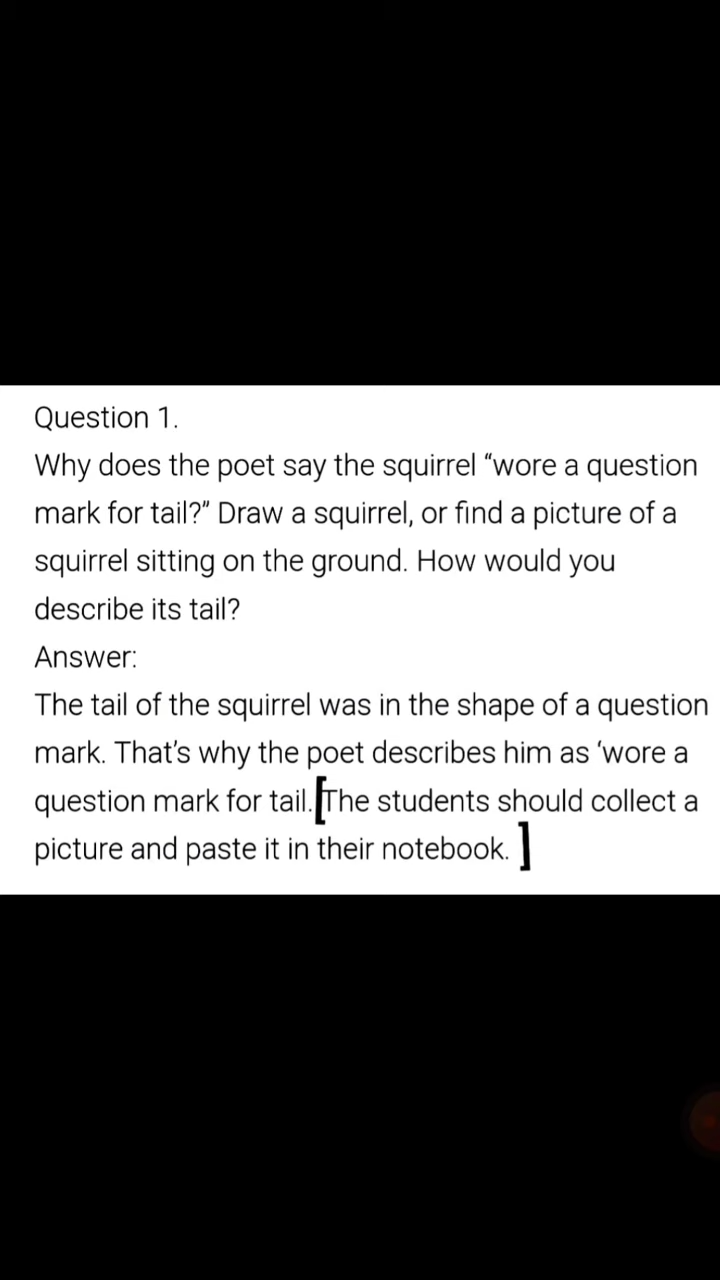 Question 1.
Why does the poet say the squirrel “wore a question
mark for tail?” Draw a squirrel, or find a picture of a
squirrel sitting on the ground. How would you
describe its tail?
Answer:
The tail of the squirrel was in the shape of a question
mark. That's why the poet describes him as ‘wore a
question mark for tail.[The students should collect a
picture and paste it in their notebook. ]